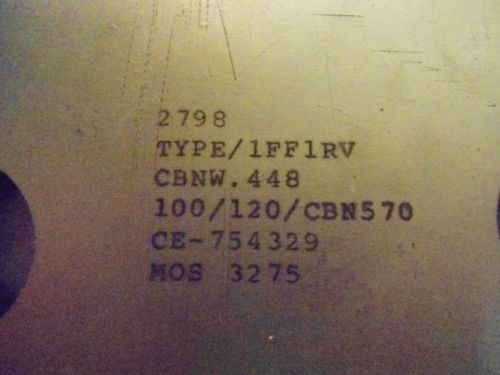 2798
TYPE/1FF1RV
CBNW.448
100/120/CBN570
CE-754329
MOS 3275